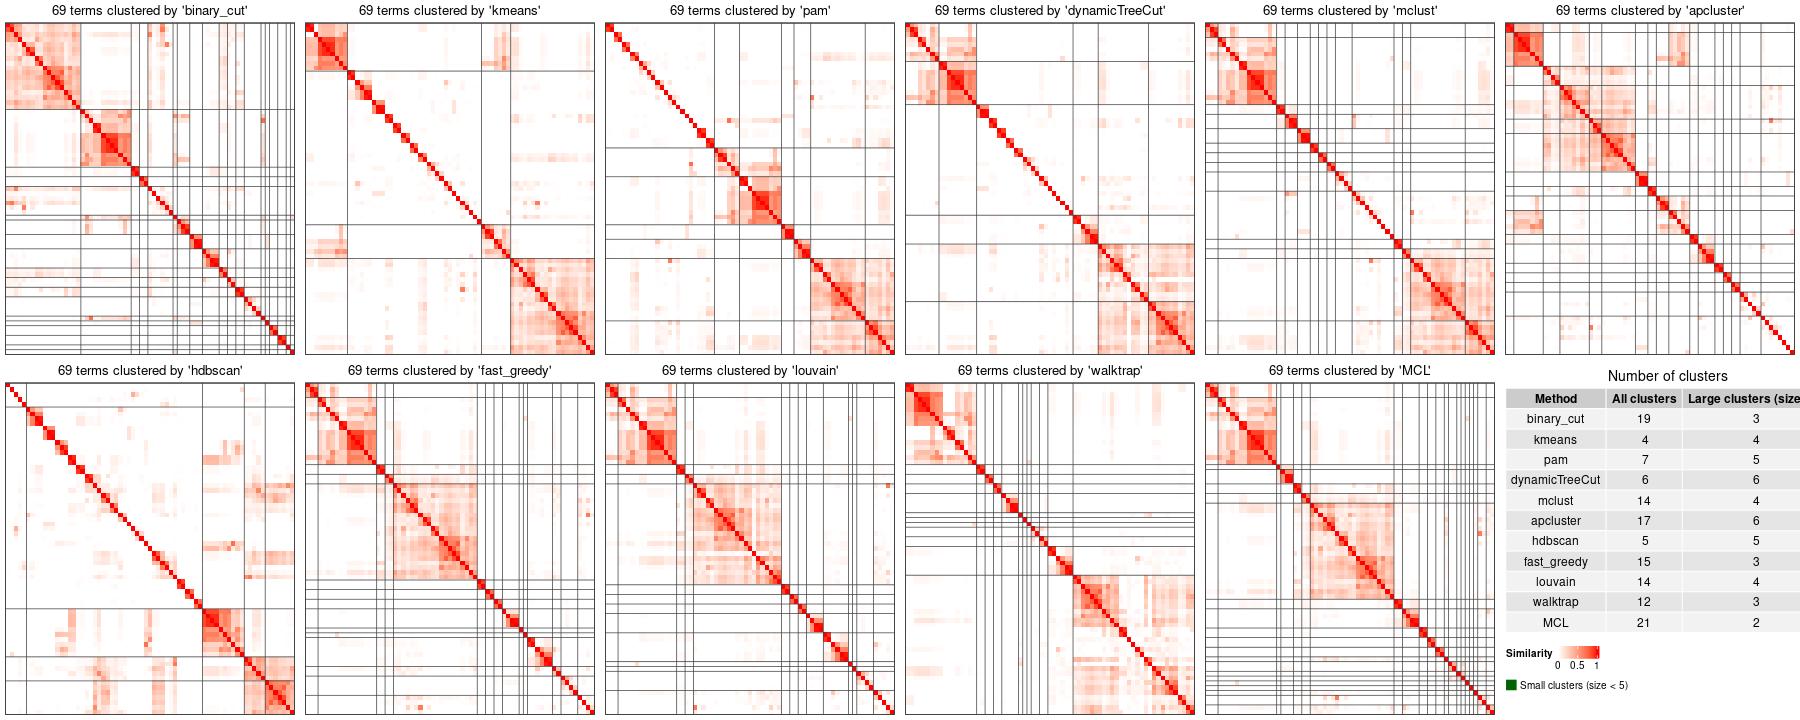 69 terms clustered by 'binary_cut'
69 terms clustered by 'kmeans'
69 terms clustered by 'pam'
69 terms clustered by 'dynamicTreeCut'
69 terms clustered by 'mclust'
69 terms clustered by 'apcluster'
69 terms clustered by 'hdbscan'
69 terms clustered by 'fast_greedy'
69 terms clustered by 'louvain'
69 terms clustered by 'walktrap'
69 terms clustered by 'MCL'
Number of clusters
Method All clusters Large clusters (size
binary_cut 19 3
kmeans 4 4
pam 7 5
dynamicTreeCut 6 6
mclust 14 4
apcluster 17 6
hdbscan 5 5
fast_greedy 15 3
louvain 14 4
walktrap 12 3
MCL 21 2
Similarity
0 0.5 1
Small clusters (size < 5)